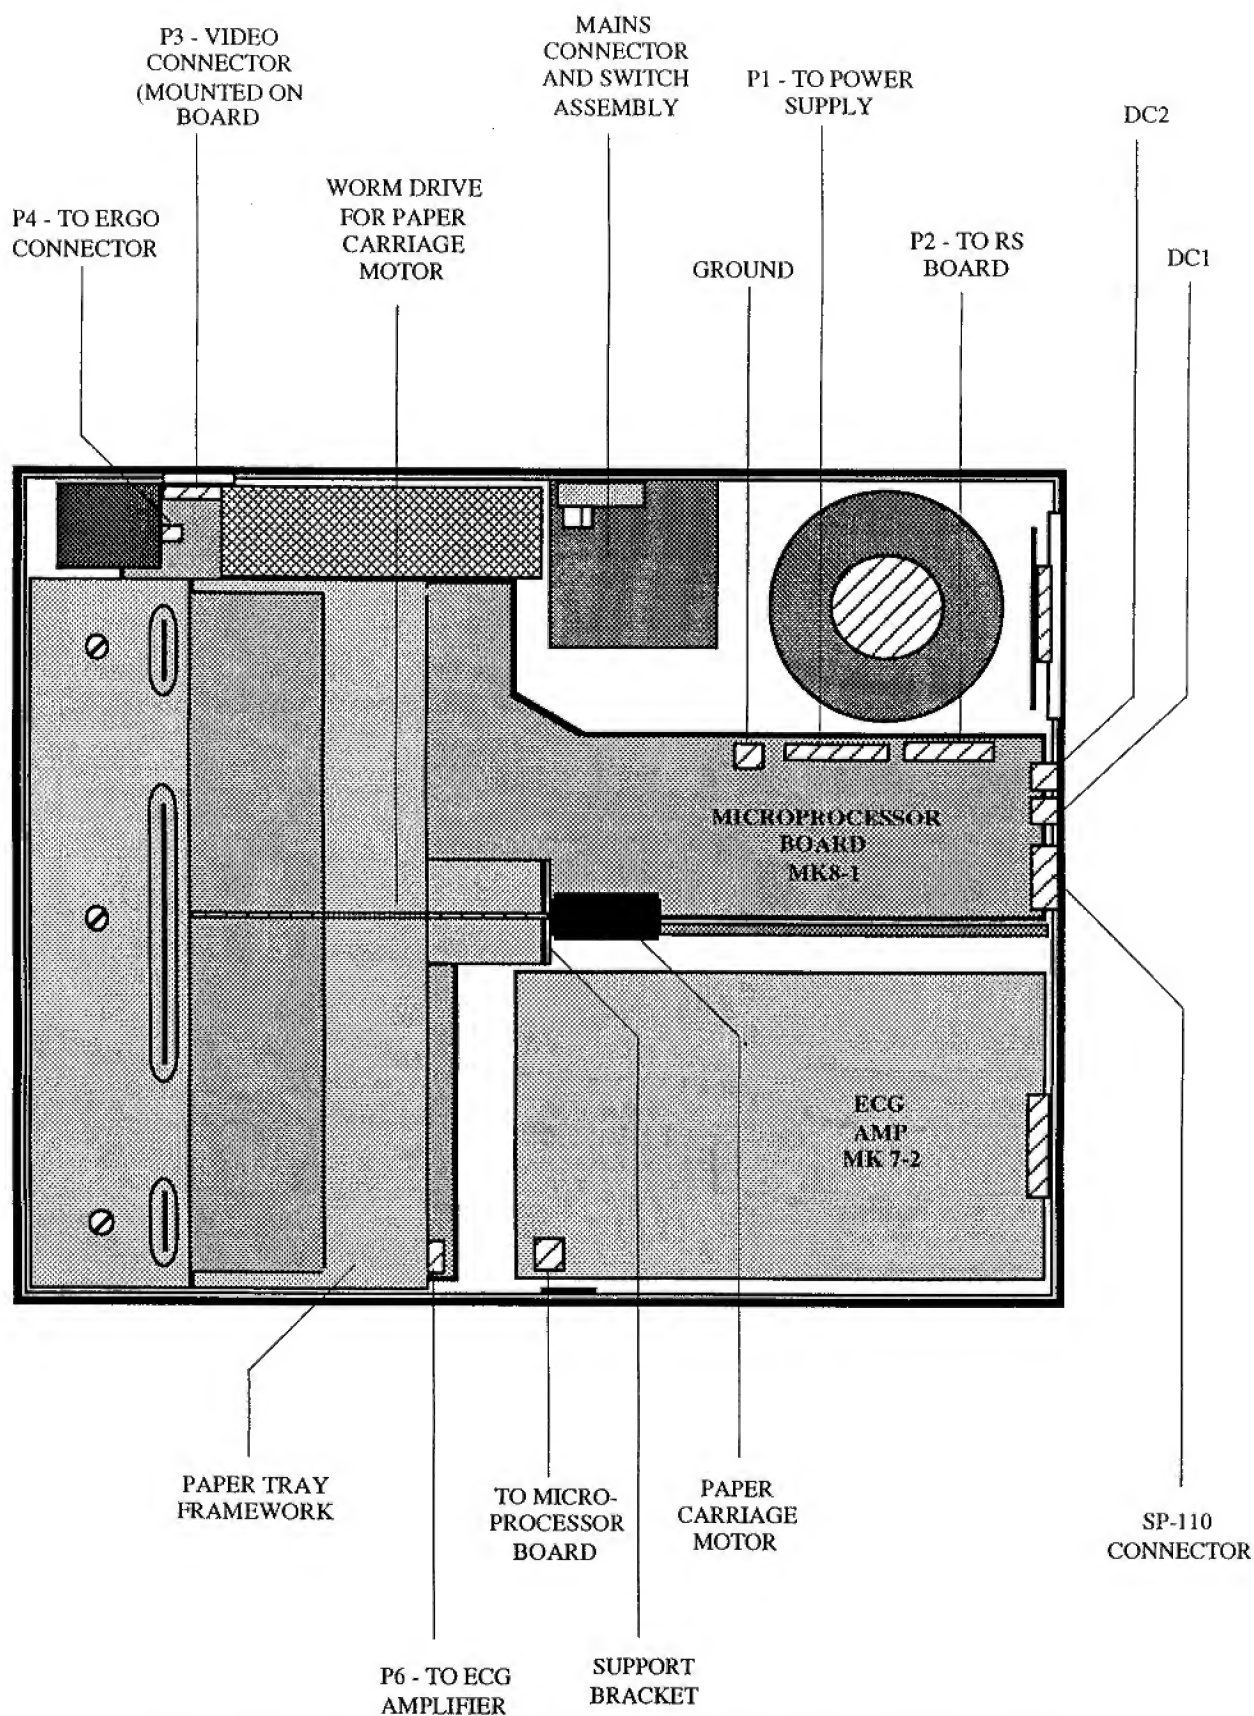 P3 - VIDEO
CONNECTOR
(MOUNTED ON
BOARD
MAINS
CONNECTOR
AND SWITCH
ASSEMBLY
P1 - TO POWER
SUPPLY
DC2
P4 - TO ERGO
CONNECTOR
WORM DRIVE
FOR PAPER
CARRIAGE
MOTOR
GROUND
P2 - TO RS
BOARD
DC1
MICROPROCESSOR
BOARD
MK8-1
ECG
AMP
MK 7-2
PAPER TRAY
FRAMEWORK
TO MICRO-
PROCESSOR
BOARD
PAPER
CARRIAGE
MOTOR
SP-110
CONNECTOR
P6 - TO ECG
AMPLIFIER
SUPPORT
BRACKET